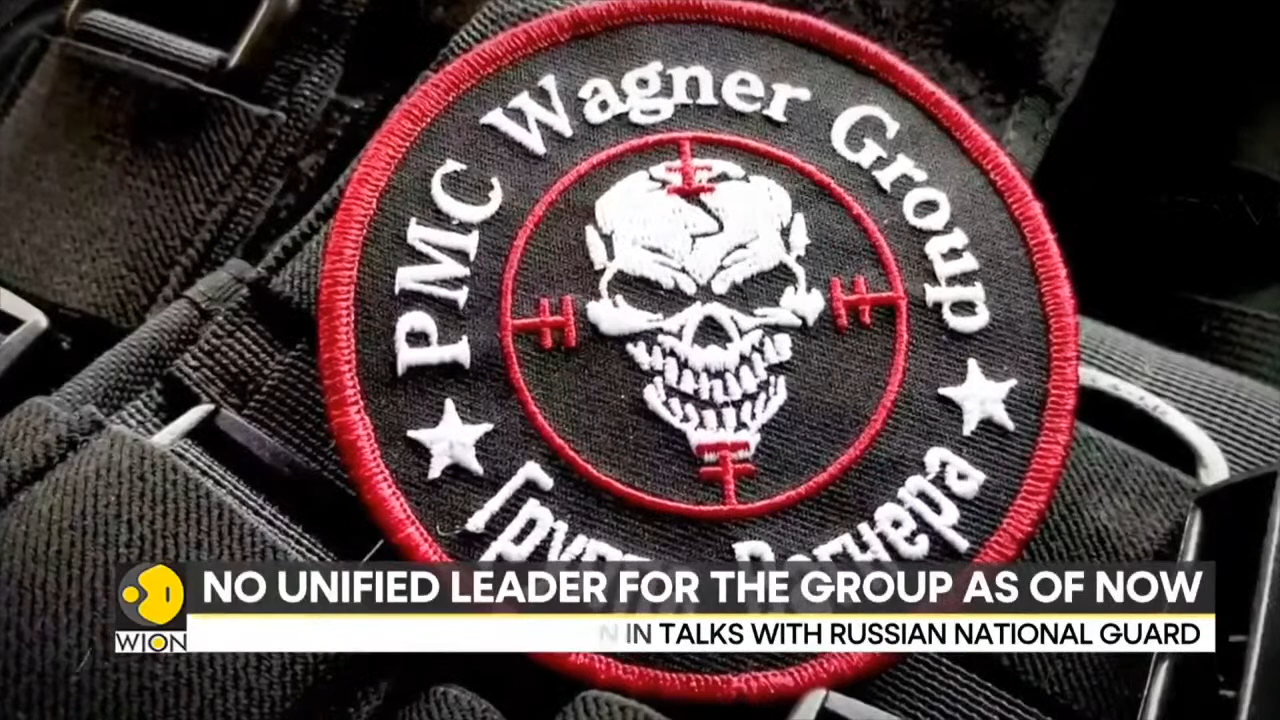 PMC Wagner Group
NO UNIFIED LEADER FOR THE GROUP AS OF NOW
IN TALKS WITH RUSSIAN NATIONAL GUARD
WION